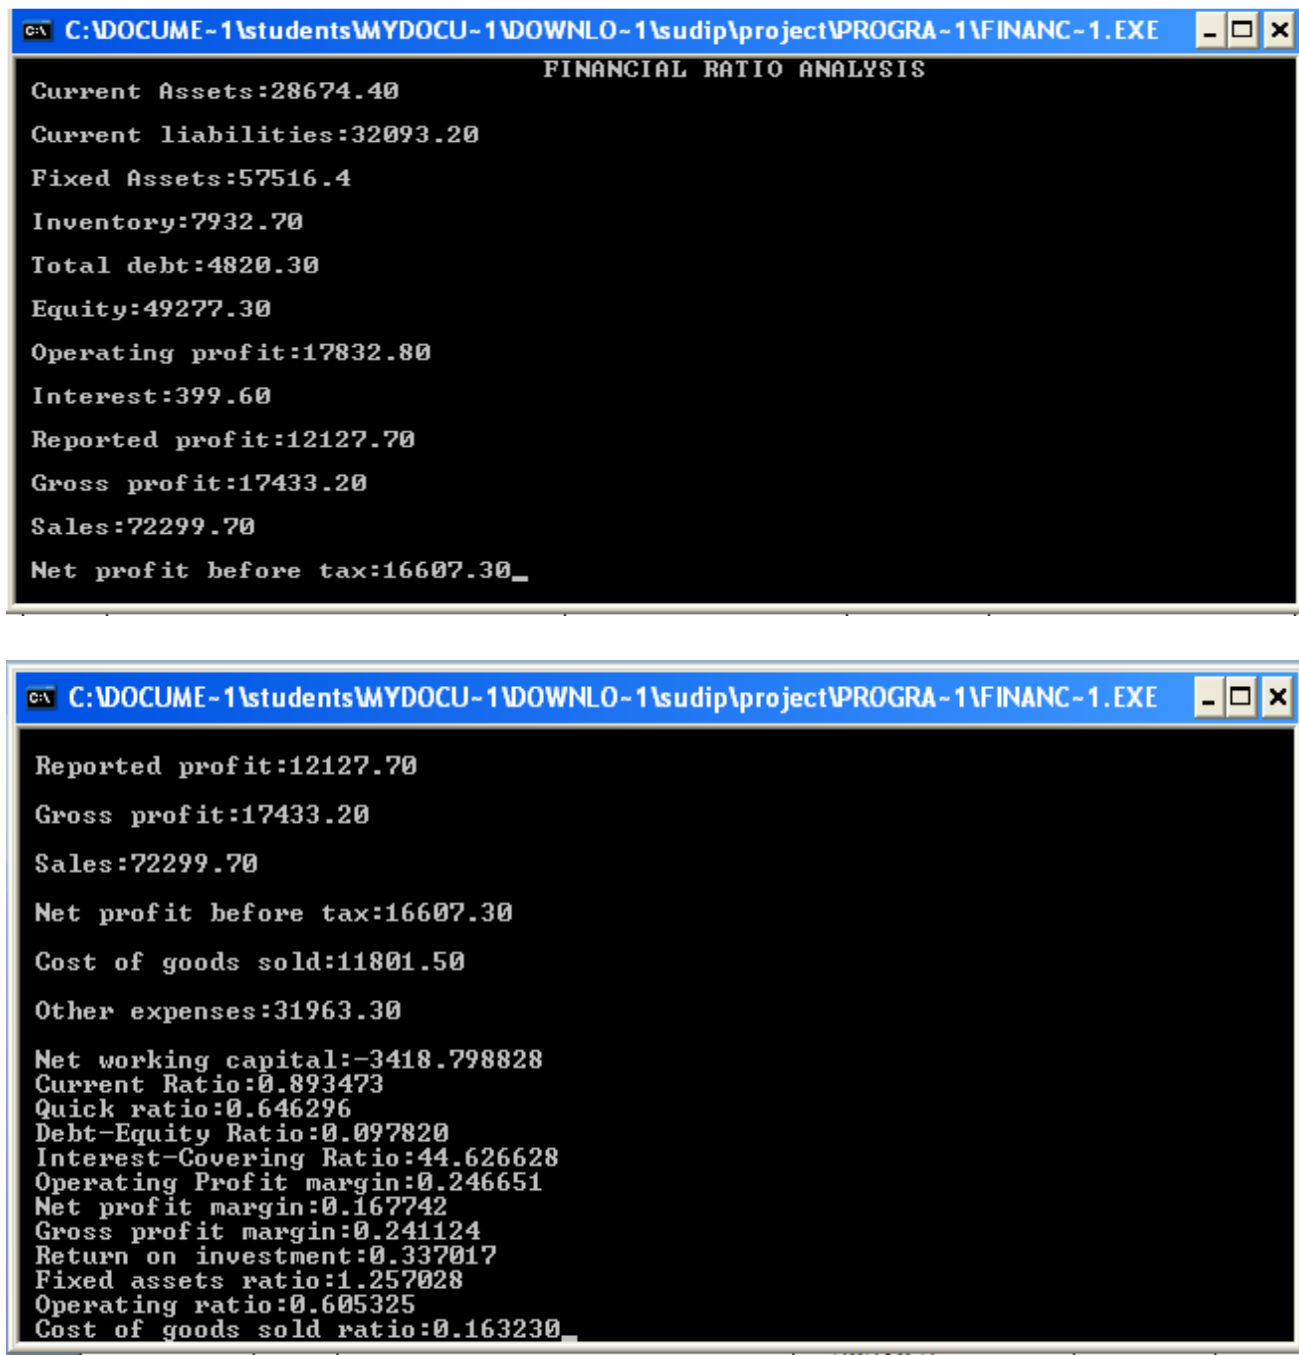 C:\DOCUME~1\students\MYDOCU~1\DOWNLO~1\sudip\project\PROGRA~1\FINANC~1.EXE
FINANCIAL RATIO ANALYSIS
Current Assets:28674.40
Current liabilities:32093.20
Fixed Assets:57516.4
Inventory:7932.70
Total debt:4820.30
Equity:49277.30
Operating profit:17832.80
Interest:399.60
Reported profit:12127.70
Gross profit:17433.20
Sales:72299.70
Net profit before tax:16607.30_
C:\DOCUME~1\students\MYDOCU~1\DOWNLO~1\sudip\project\PROGRA~1\FINANC~1.EXE
Reported profit:12127.70
Gross profit:17433.20
Sales:72299.70
Net profit before tax:16607.30
Cost of goods sold:11801.50
Other expenses:31963.30
Net working capital:-3418.798828
Current Ratio:0.893473
Quick ratio:0.646296
Debt-Equity Ratio:0.097820
Interest-Covering Ratio:44.626628
Operating Profit margin:0.246651
Net profit margin:0.167742
Gross profit margin:0.241124
Return on investment:0.337017
Fixed assets ratio:1.257028
Operating ratio:0.605325
Cost of goods sold ratio:0.163230_